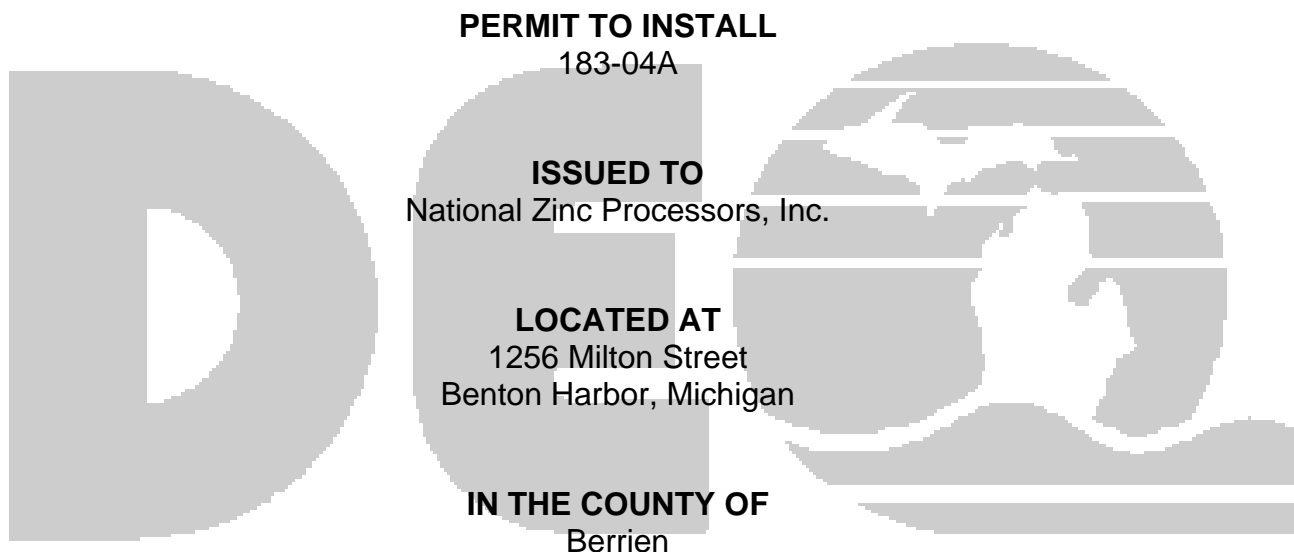 PERMIT TO INSTALL
183-04A
ISSUED TO
National Zinc Processors, Inc.
LOCATED AT
1256 Milton Street
Benton Harbor, Michigan
IN THE COUNTY OF
Berrien
DEQ